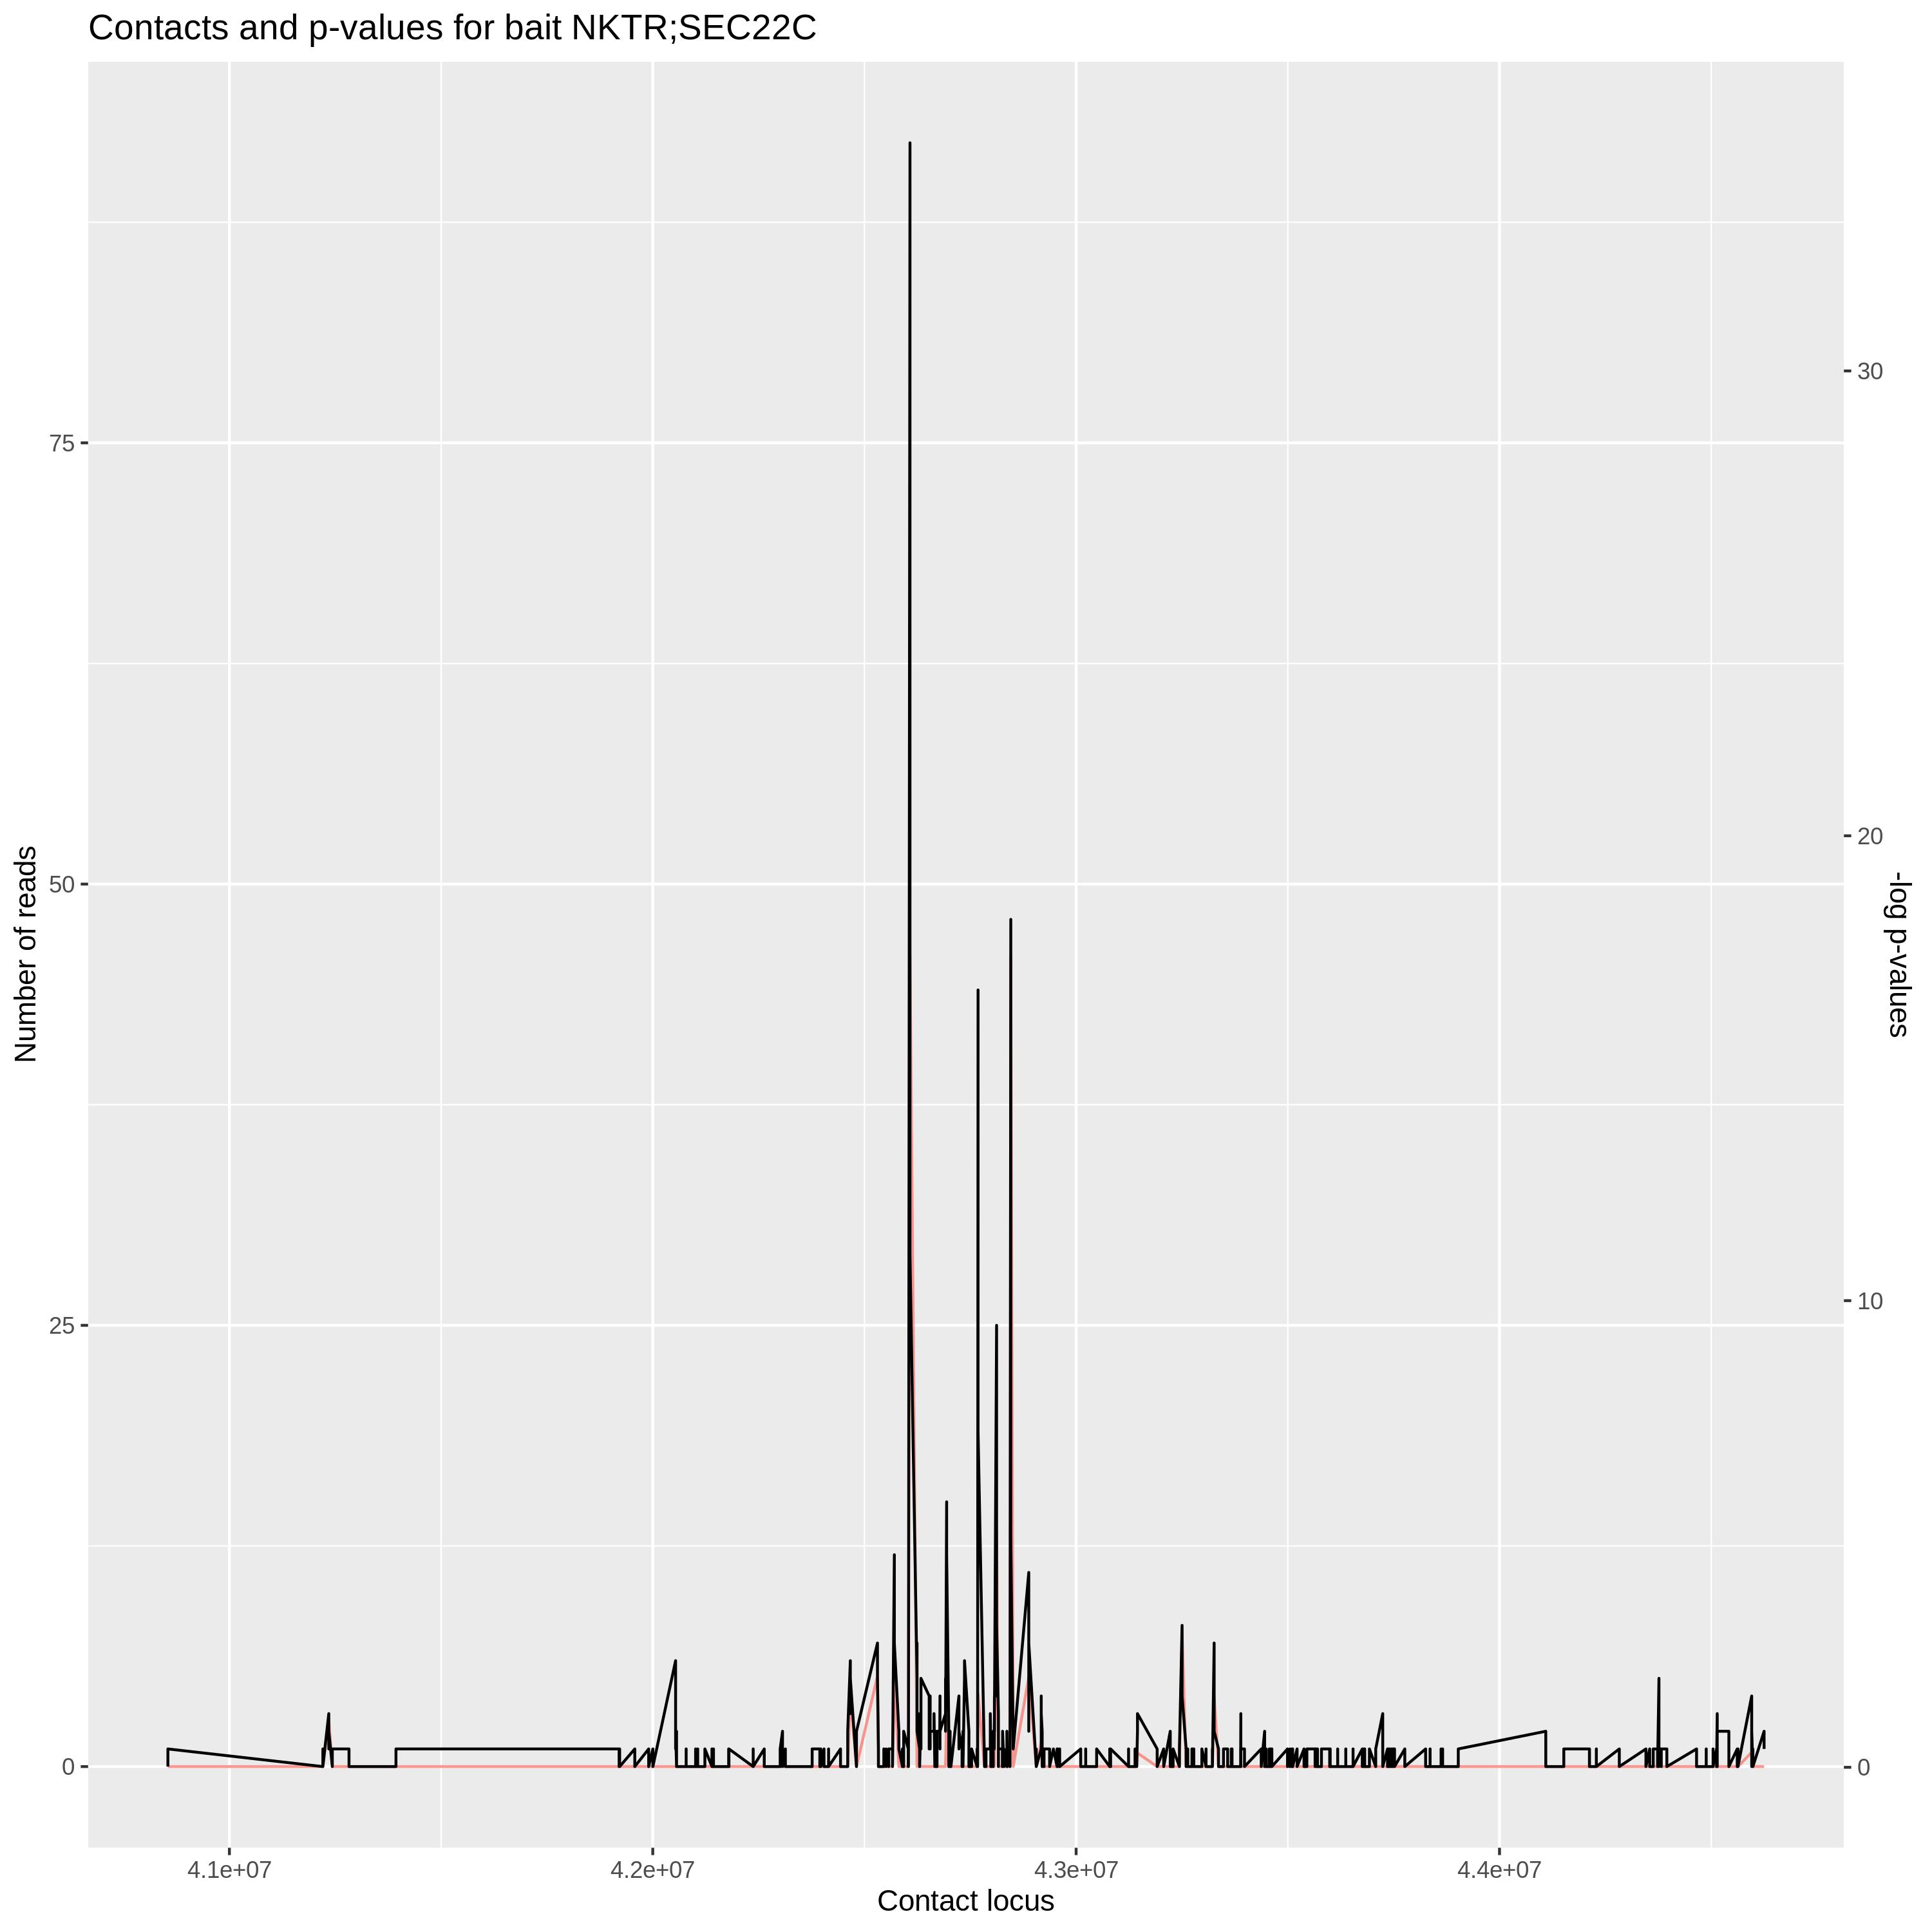 Contacts and p-values for bait NKTR;SEC22C
Number of reads
75
50
25
0
30
20
10
0
-log p-values
4.1e+07
4.2e+07
4.3e+07
4.4e+07
Contact locus